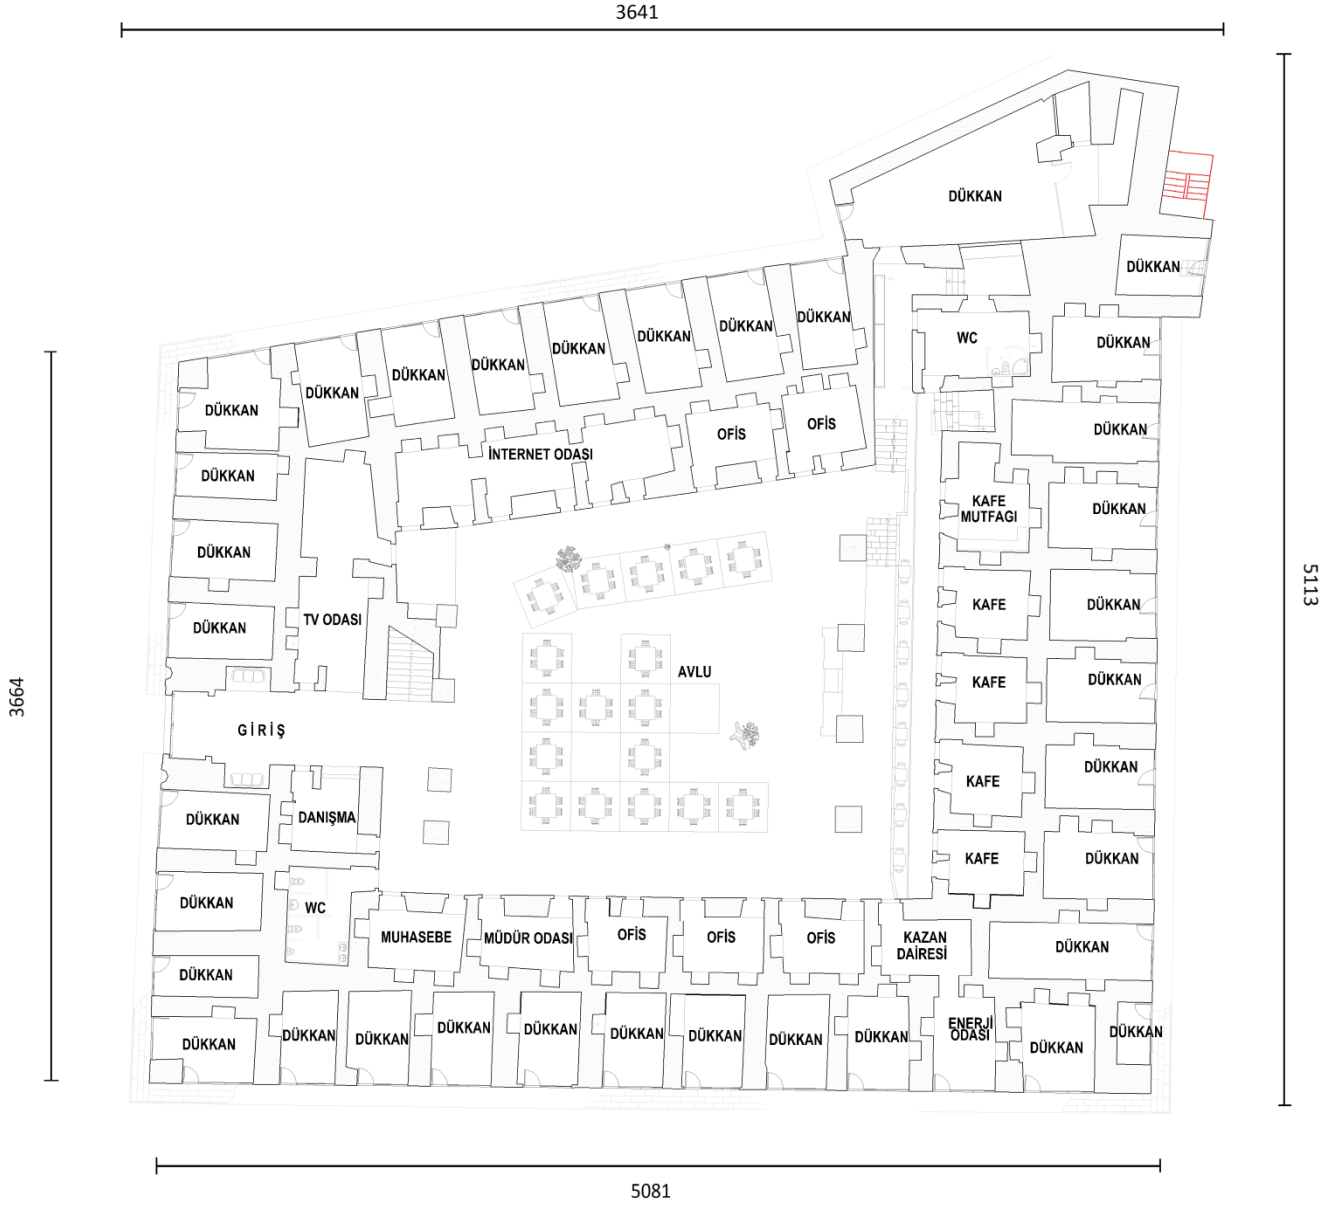 3641
DÜKKAN
DÜKKAN
DÜKKAN
DÜKKAN
DÜKKAN
DÜKKAN
DÜKKAN
DÜKKAN
DÜKKAN
DÜKKAN
WC
DÜKKAN
DÜKKAN
OFİS
OFİS
DÜKKAN
İNTERNET ODASI
DÜKKAN
KAFE
MUTFAGI
DÜKKAN
DÜKKAN
KAFE
DÜKKAN
5113
DÜKKAN
TV ODASI
AVLU
KAFE
DÜKKAN
3664
GİRİŞ
KAFE
DÜKKAN
DÜKKAN
DANIŞMA
KAFE
DÜKKAN
DÜKKAN
WC
MUHASEBE
MÜDÜR ODASI
OFİS
OFİS
OFİS
KAZAN
DAİRESİ
DÜKKAN
DÜKKAN
DÜKKAN
DÜKKAN
DÜKKAN
DÜKKAN
DÜKKAN
DÜKKAN
DÜKKAN
DÜKKAN
DÜKKAN
ENERJİ
ODASI
DÜKKAN
DÜKKAN
5081